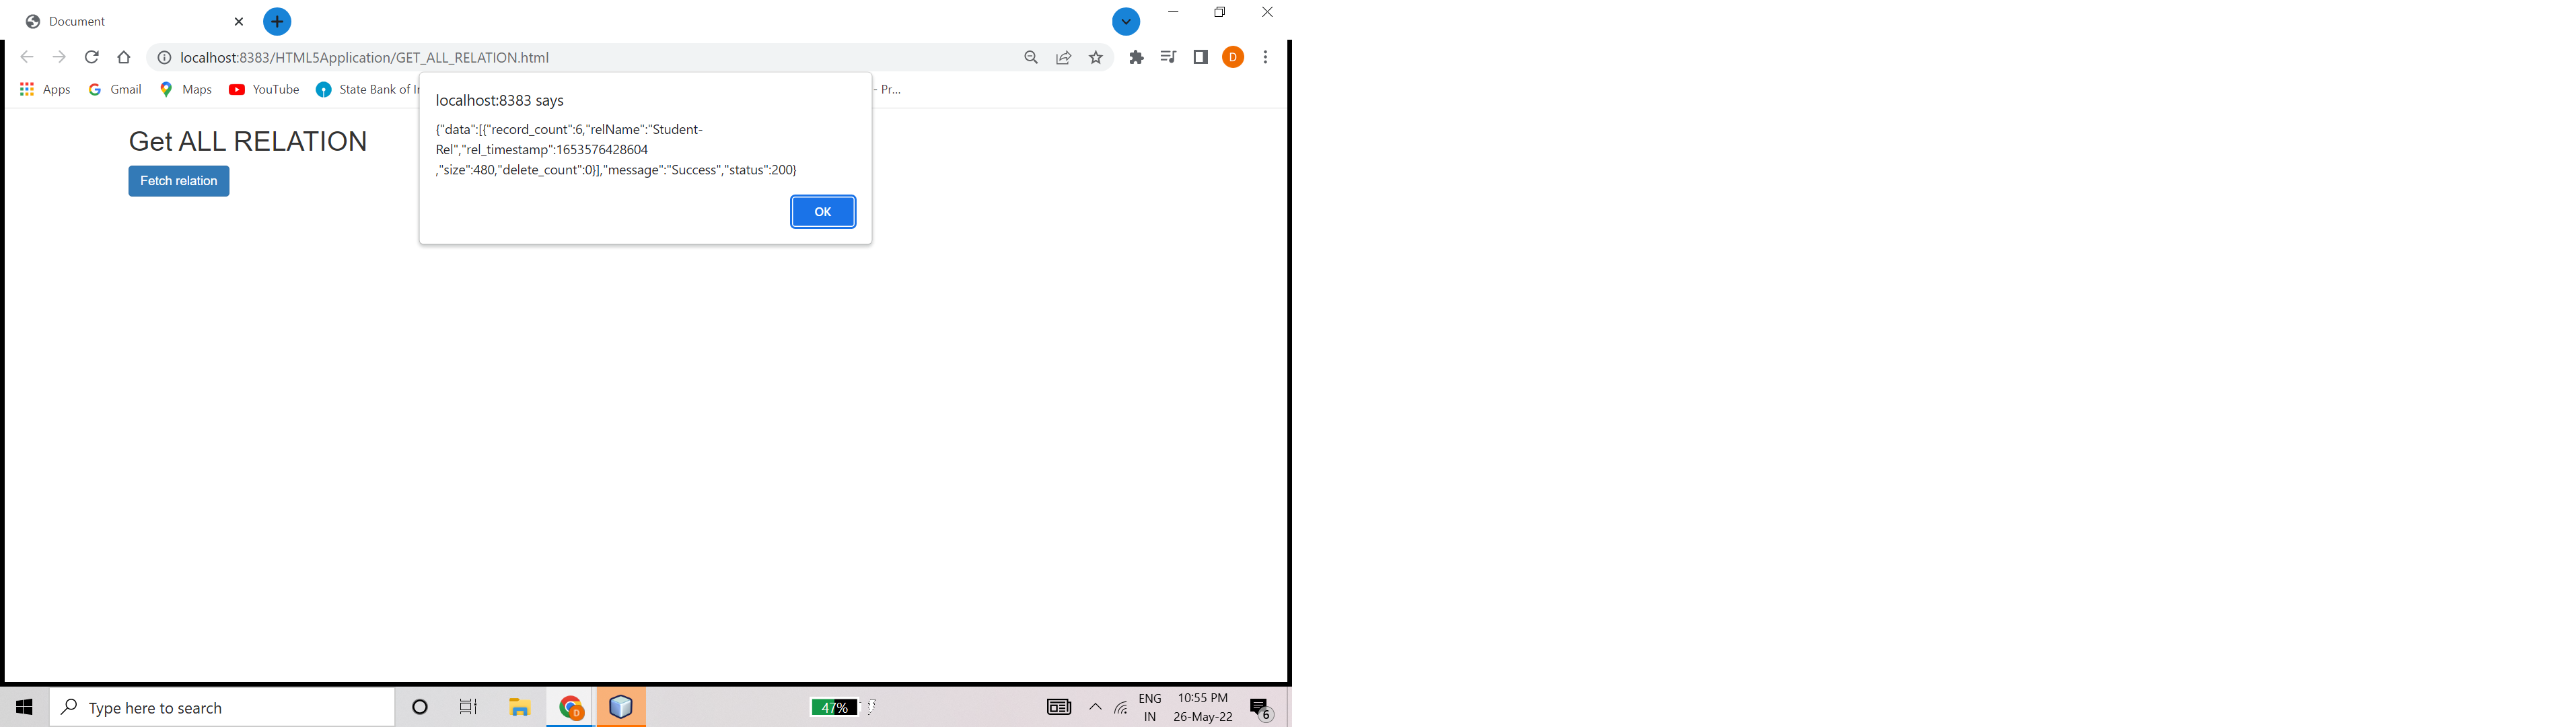 Document
localhost:8383/HTML5Application/GET_ALL_RELATION.html
D
Apps Gmail Maps YouTube State Bank of - Pr...
localhost:8383 says
{"data":[{"record_count":6,"relName":"Student-
Rel","rel_timestamp":1653576428604
,"size":480,"delete_count":0}],"message":"Success","status":200}
OK
Get ALL RELATION
Fetch relation
Type here to search
D
47%
ENG
IN
10:55 PM
26-May-22
6